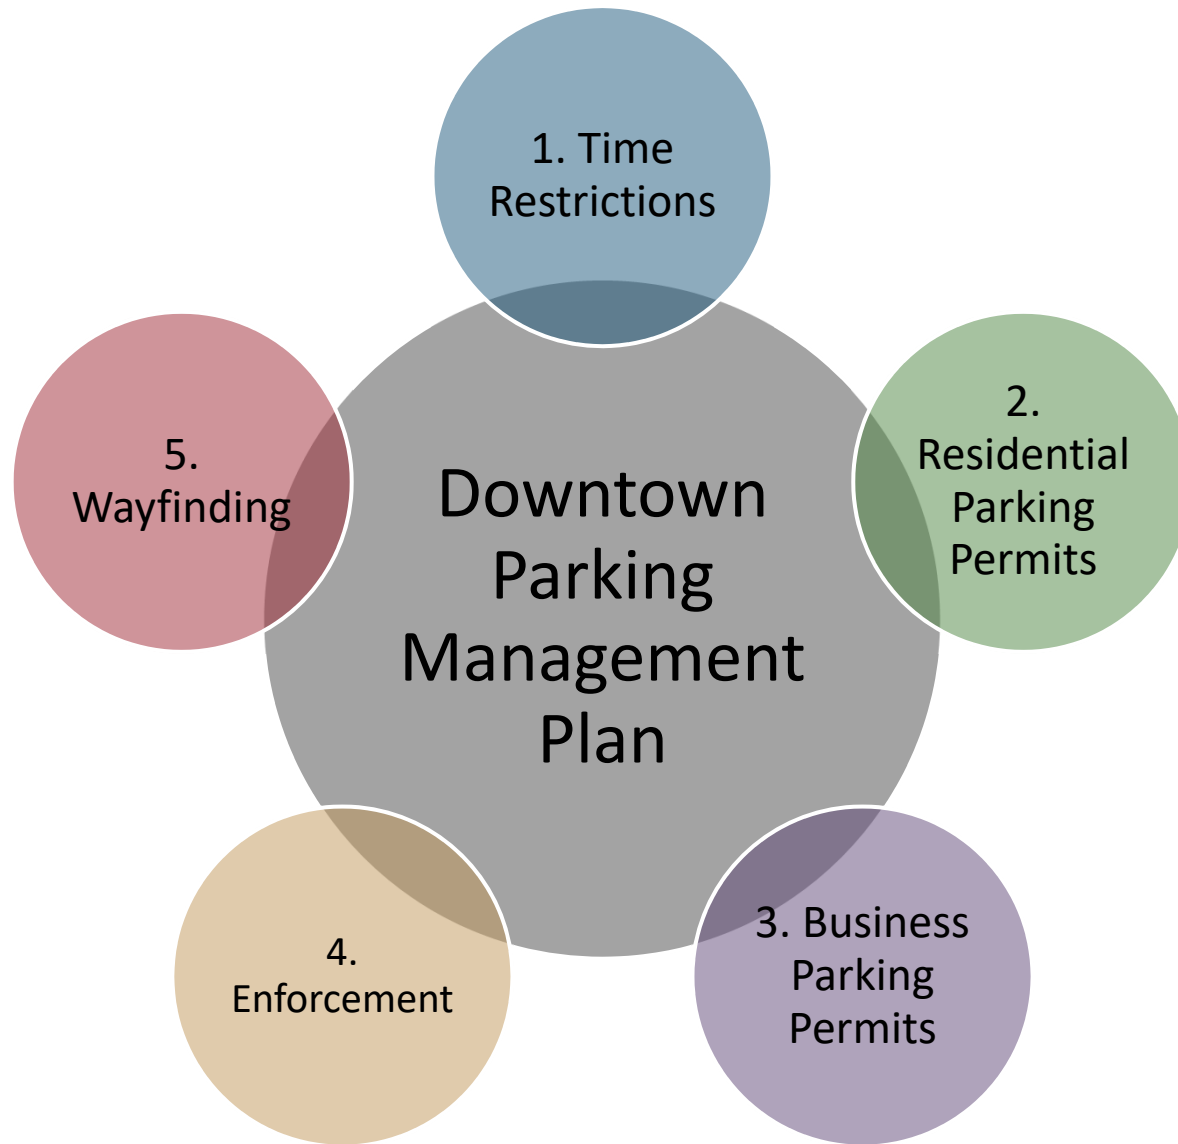 1. Time
Restrictions
2.
Residential
Parking
Permits
5.
Wayfinding
Downtown
Parking
Management
Plan
3. Business
Parking
Permits
4.
Enforcement